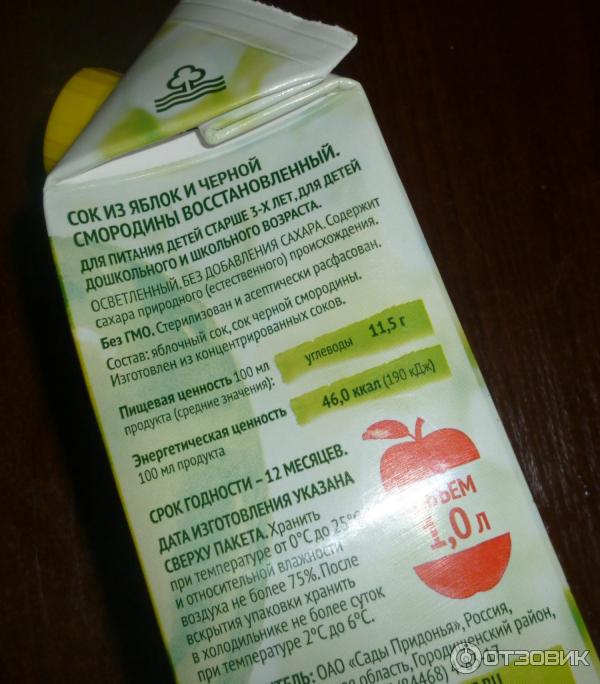 СОК ИЗ ЯБЛОК И ЧЕРНОЙ
СМОРОДИНЫ ВОССТАНОВЛЕННЫЙ.
ДЛЯ ПИТАНИЯ ДЕТЕЙ СТАРШЕ 3-Х ЛЕТ, ДЛЯ ДЕТЕЙ
ДОШКОЛЬНОГО И ШКОЛЬНОГО ВОЗРАСТА.
ОСВЕТЛЕННЫЙ. БЕЗ ДОБАВЛЕНИЯ САХАРА. Содержит
сахара природного (естественного) происхождения.
Без ГМО. Стерилизован и асептически расфасован.
Состав: яблочный сок, сок черной смородины.
Изготовлен из концентрированных соков.
Пищевая ценность 100 мл
продукта (средние значения):
углеводы 11,5 г
Энергетическая ценность
100 мл продукта
46,0 ккал (190 кДж)
СРОК ГОДНОСТИ – 12 МЕСЯЦЕВ.
ДАТА ИЗГОТОВЛЕНИЯ УКАЗАНА
СВЕРХУ ПАКЕТА. Хранить
при температуре от 0°С до 25°С
и относительной влажности
воздуха не более 75%. После
вскрытия упаковки хранить
в холодильнике не более суток
при температуре 2°С до 6°С.
ОБЪЕМ
1,0 л
ТЕЛЬ: ОАО «Сады Придонья», Россия,
ая область, Городищенский район,
(84468)
ОТЗОВИК